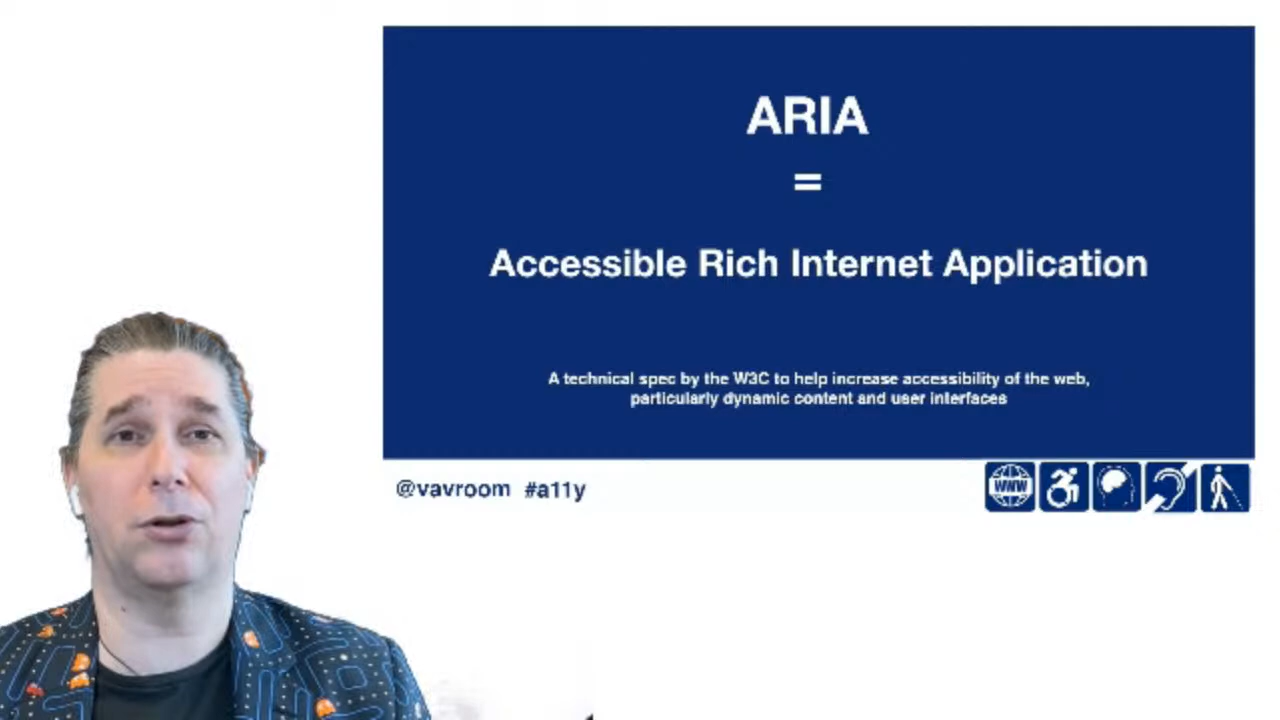 ARIA
=
Accessible Rich Internet Application
A technical spec by the W3C to help increase accessibility of the web,
particularly dynamic content and user interfaces
@vavroom #a11y
WWW